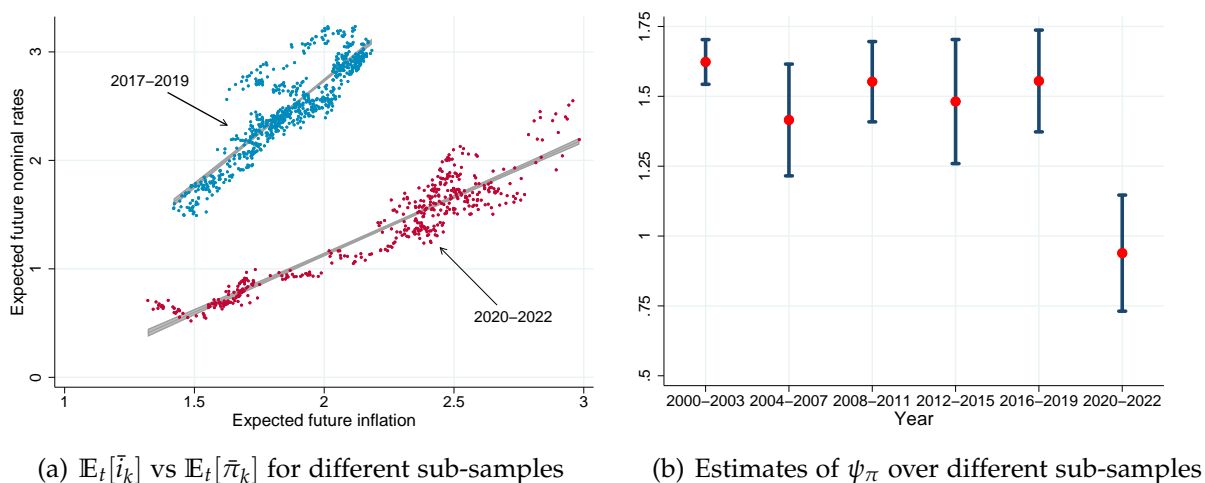 Expected future nominal rates
3
2
1
0
2017−2019
2020−2022
1 1.5 2 2.5 3
Expected future inflation
(a) 𝔼ₜ[i̅ₖ] vs 𝔼ₜ[π̅ₖ] for different sub-samples
1.75
1.5
1.25
1
.75
.5
2000−2003 2004−2007 2008−2011 2012−2015 2016−2019 2020−2022
Year
(b) Estimates of ψ_π over different sub-samples